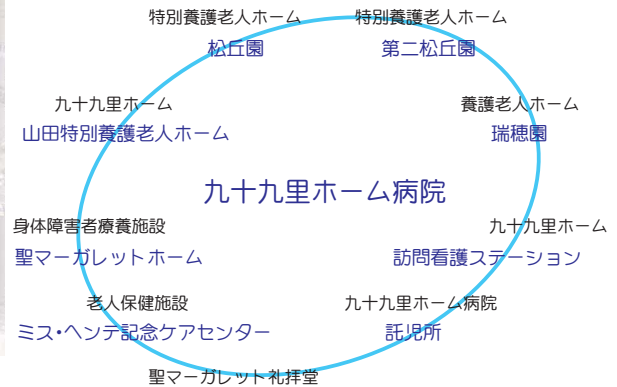 特別養護老人ホーム
松丘園
特別養護老人ホーム
第二松丘園
九十九里ホーム
山田特別養護老人ホーム
養護老人ホーム
瑞穂園
九十九里ホーム病院
身体障害者療養施設
聖マーガレットホーム
九十九里ホーム
訪問看護ステーション
老人保健施設
ミス・ヘンテ記念ケアセンター
九十九里ホーム病院
託児所
聖マーガレット礼拝堂